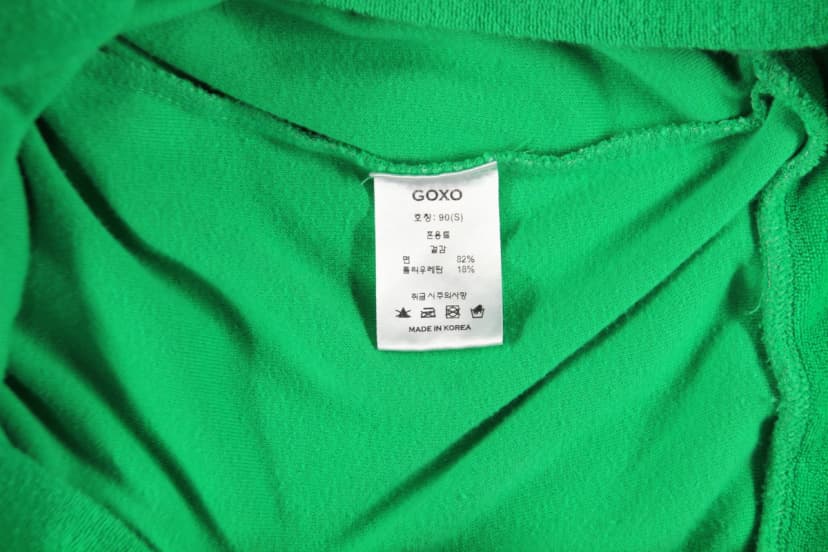 GOXO
호칭: 90(S)
혼용률
겉감
면 82%
폴리우레탄 18%
취급시주의사항
MADE IN KOREA